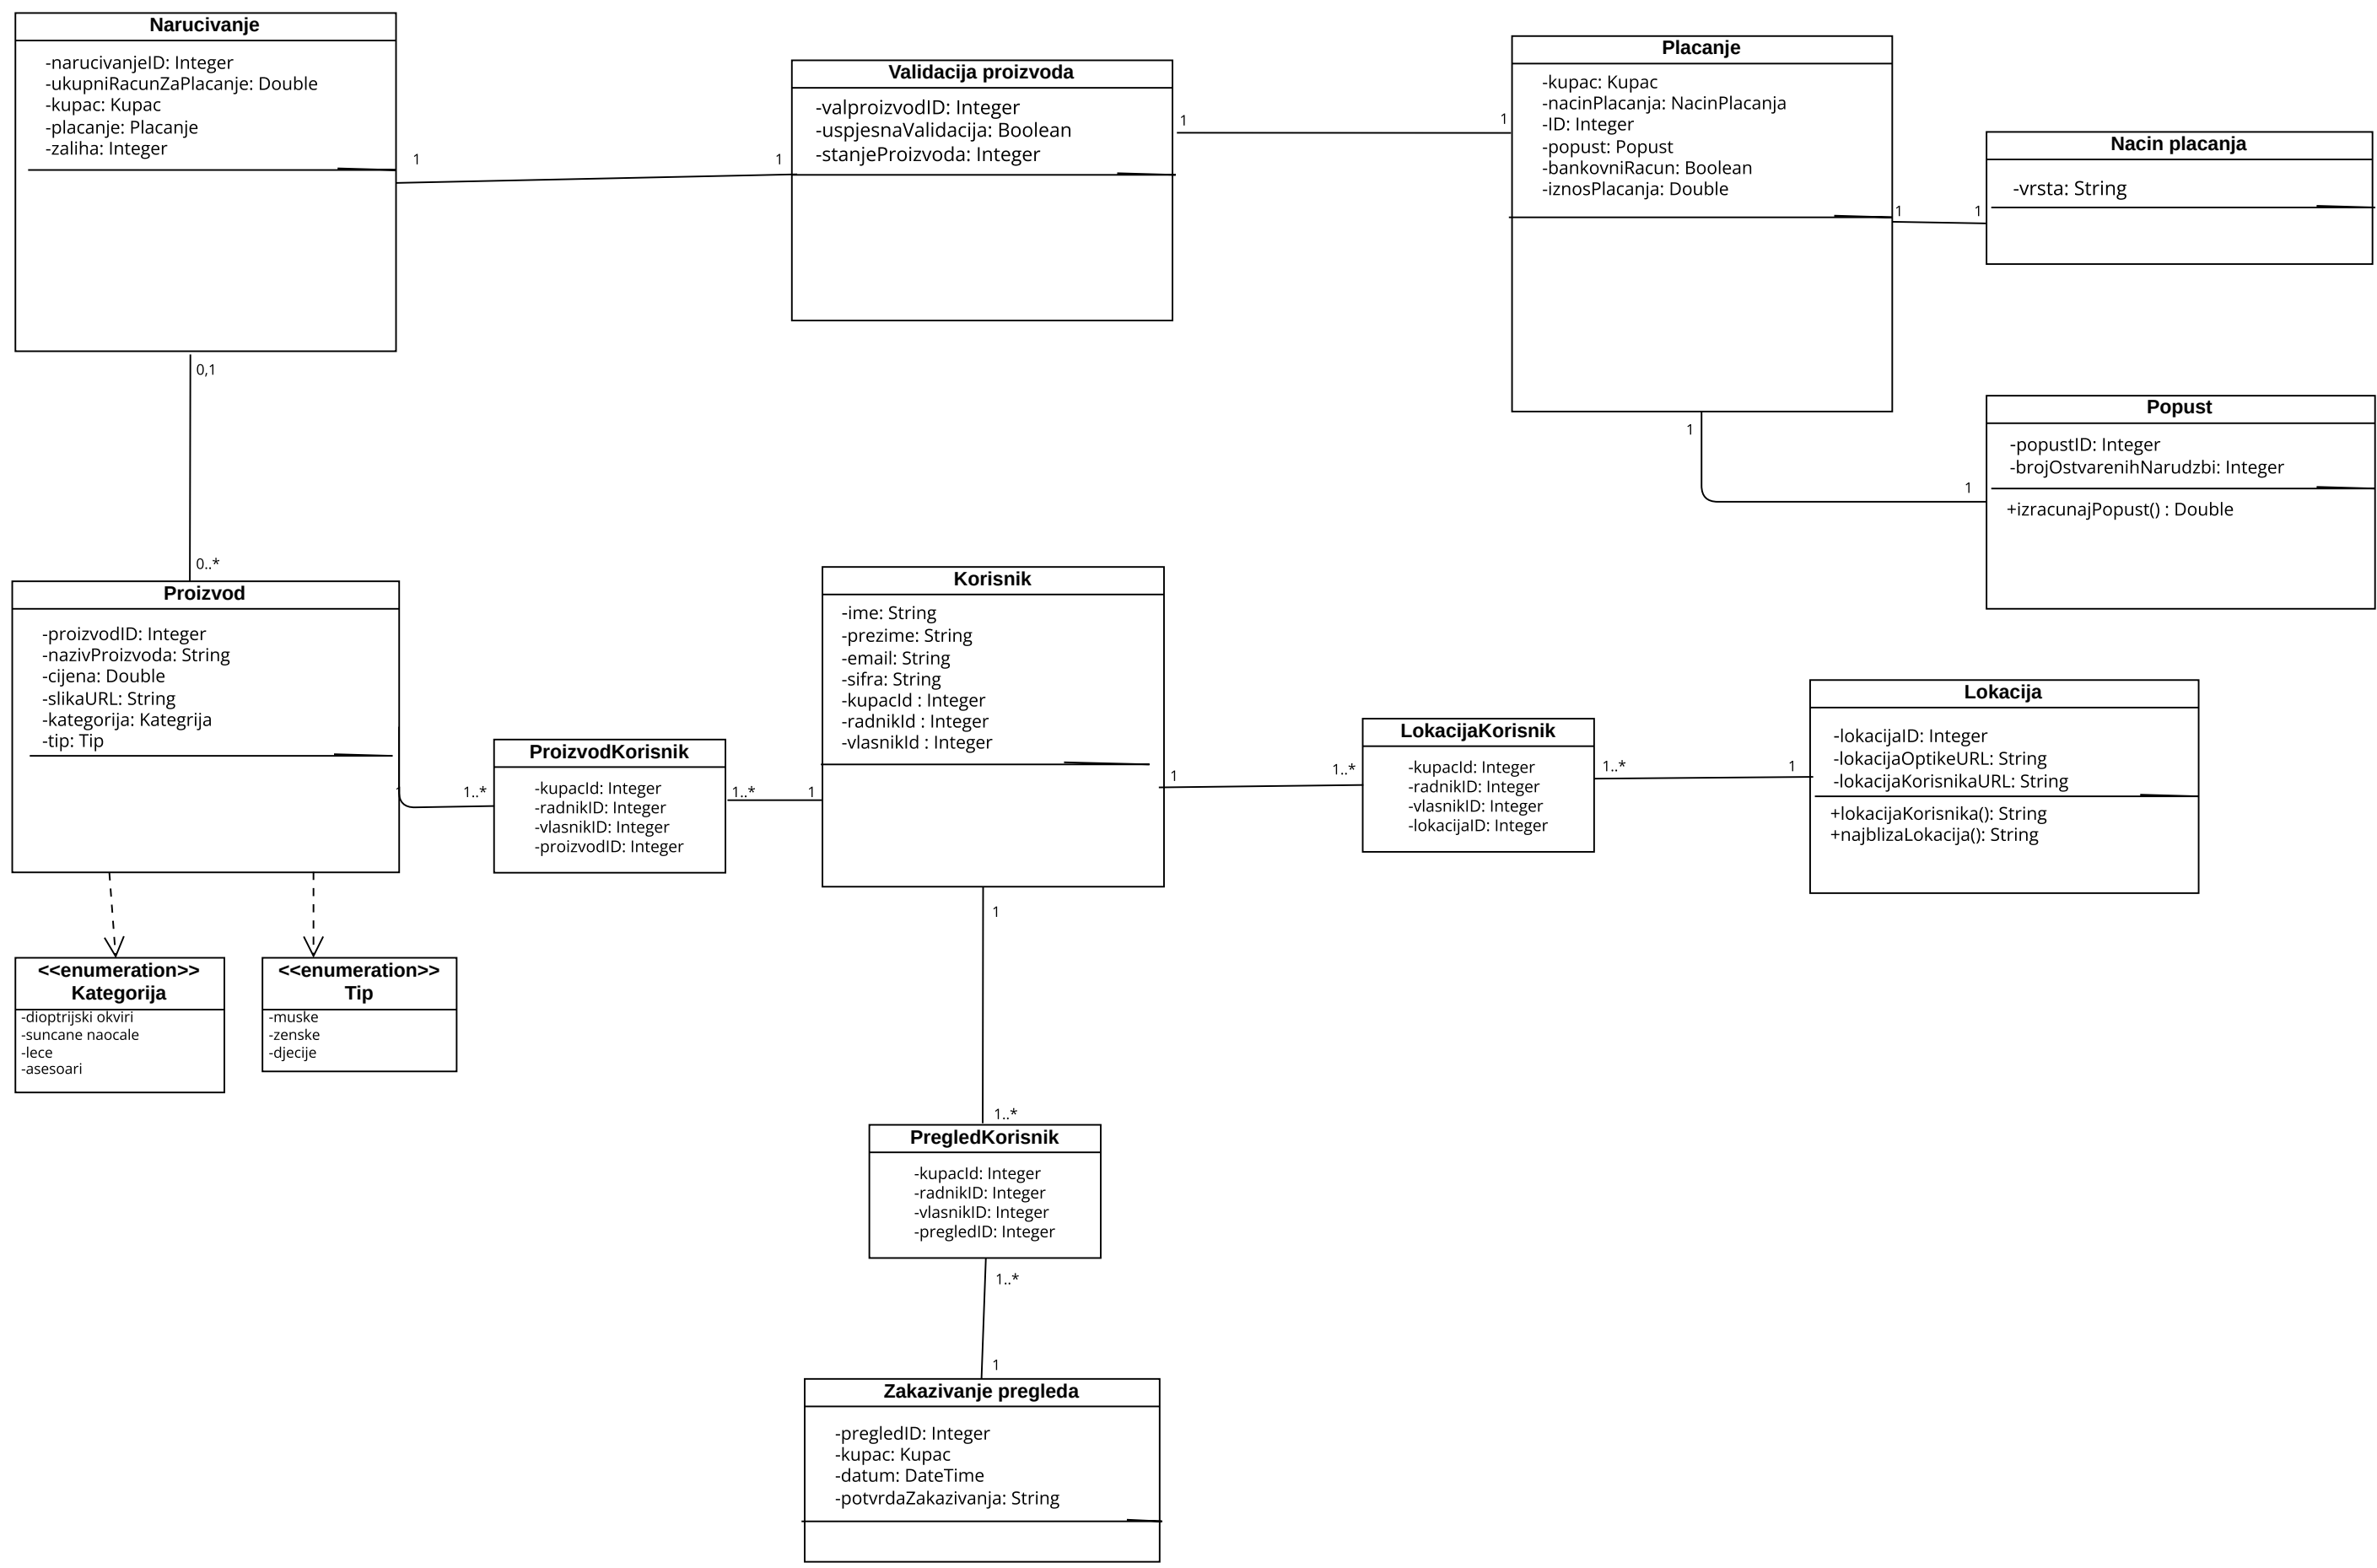 Narucivanje
-narucivanjeID: Integer
-ukupniRacunZaPlacanje: Double
-kupac: Kupac
-placanje: Placanje
-zaliha: Integer
1
1
Validacija proizvoda
-valproizvodID: Integer
-uspjesnaValidacija: Boolean
-stanjeProizvoda: Integer
1
1
Placanje
-kupac: Kupac
-nacinPlacanja: NacinPlacanja
-ID: Integer
-popust: Popust
-bankovniRacun: Boolean
-iznosPlacanja: Double
1
1
Nacin placanja
-vrsta: String
1
1
Popust
-popustID: Integer
-brojOstvarenihNarudzbi: Integer
+izracunajPopust() : Double
0,1
0..*
Proizvod
-proizvodID: Integer
-nazivProizvoda: String
-cijena: Double
-slikaURL: String
-kategorija: Kategrija
-tip: Tip
1
1..*
ProizvodKorisnik
-kupacId: Integer
-radnikID: Integer
-vlasnikID: Integer
-proizvodID: Integer
1..*
1
Korisnik
-ime: String
-prezime: String
-email: String
-sifra: String
-kupacId : Integer
-radnikId : Integer
-vlasnikId : Integer
1
1..*
LokacijaKorisnik
-kupacId: Integer
-radnikID: Integer
-vlasnikID: Integer
-lokacijaID: Integer
1..*
1
Lokacija
-lokacijaID: Integer
-lokacijaOptikeURL: String
-lokacijaKorisnikaURL: String
+lokacijaKorisnika(): String
+najblizaLokacija(): String
<<enumeration>>
Kategorija
-dioptrijski okviri
-suncane naocale
-lece
-asesoari
<<enumeration>>
Tip
-muske
-zenske
-djecije
1
1..*
PregledKorisnik
-kupacId: Integer
-radnikID: Integer
-vlasnikID: Integer
-pregledID: Integer
1..*
1
Zakazivanje pregleda
-pregledID: Integer
-kupac: Kupac
-datum: DateTime
-potvrdaZakazivanja: String